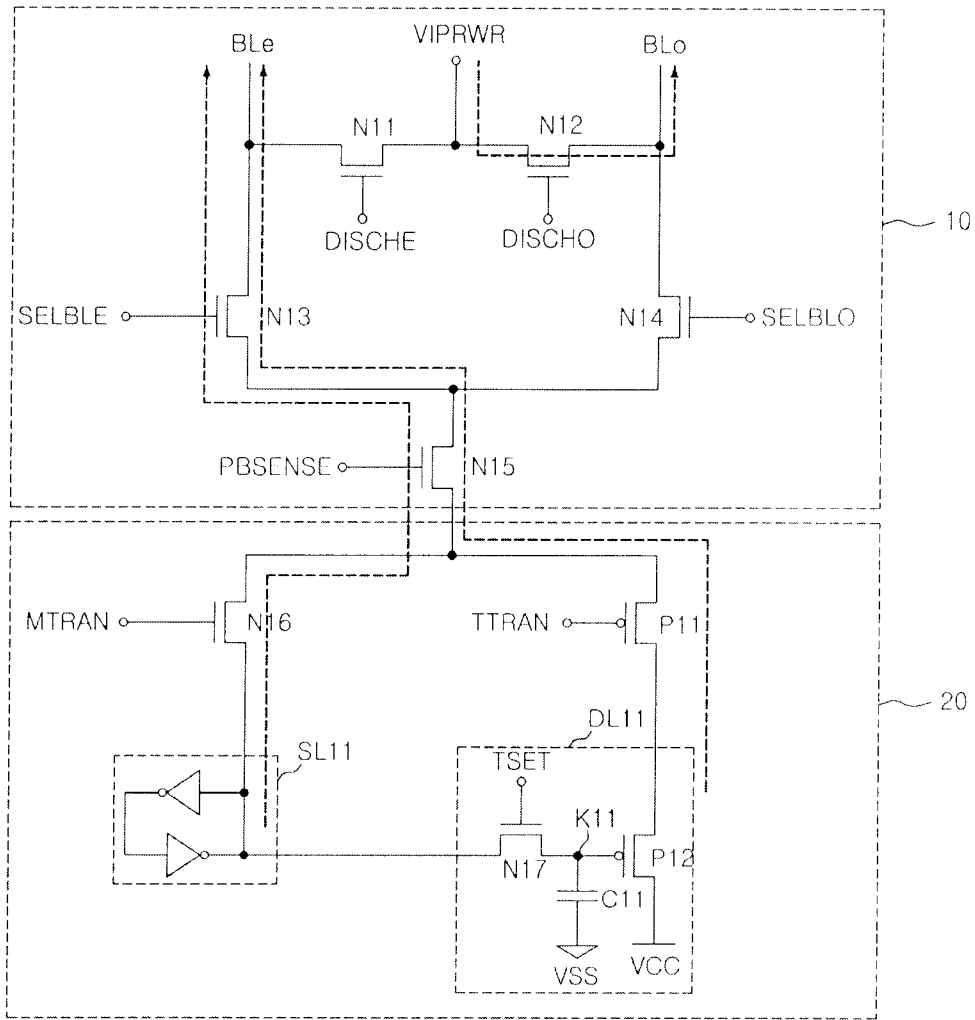 VIPRWR
BLe
BLo
N11
N12
DISCHE
DISCHO
10
SELBLE
N13
N14
SELBLO
PBSENSE
N15
MTRAN
N16
TTRAN
P11
20
DL11
SL11
TSET
K11
N17
P12
C11
VSS
VCC